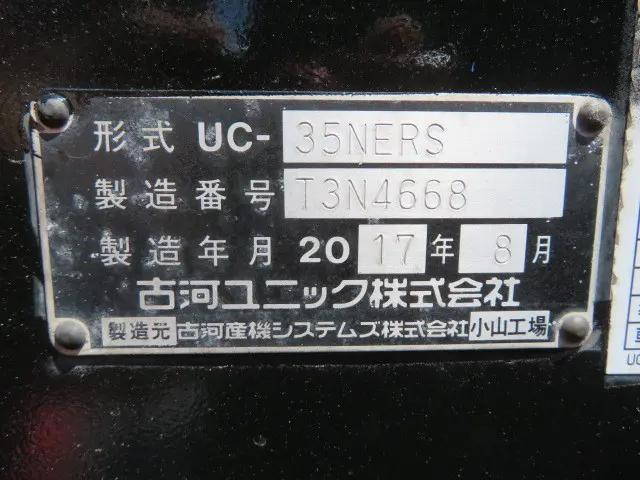 形式 UC-35NERS
製造番号 T3N4668
製造年月 2017年 8月
古河ユニック株式会社
製造元 古河産機システムズ株式会社 小山工場
UC